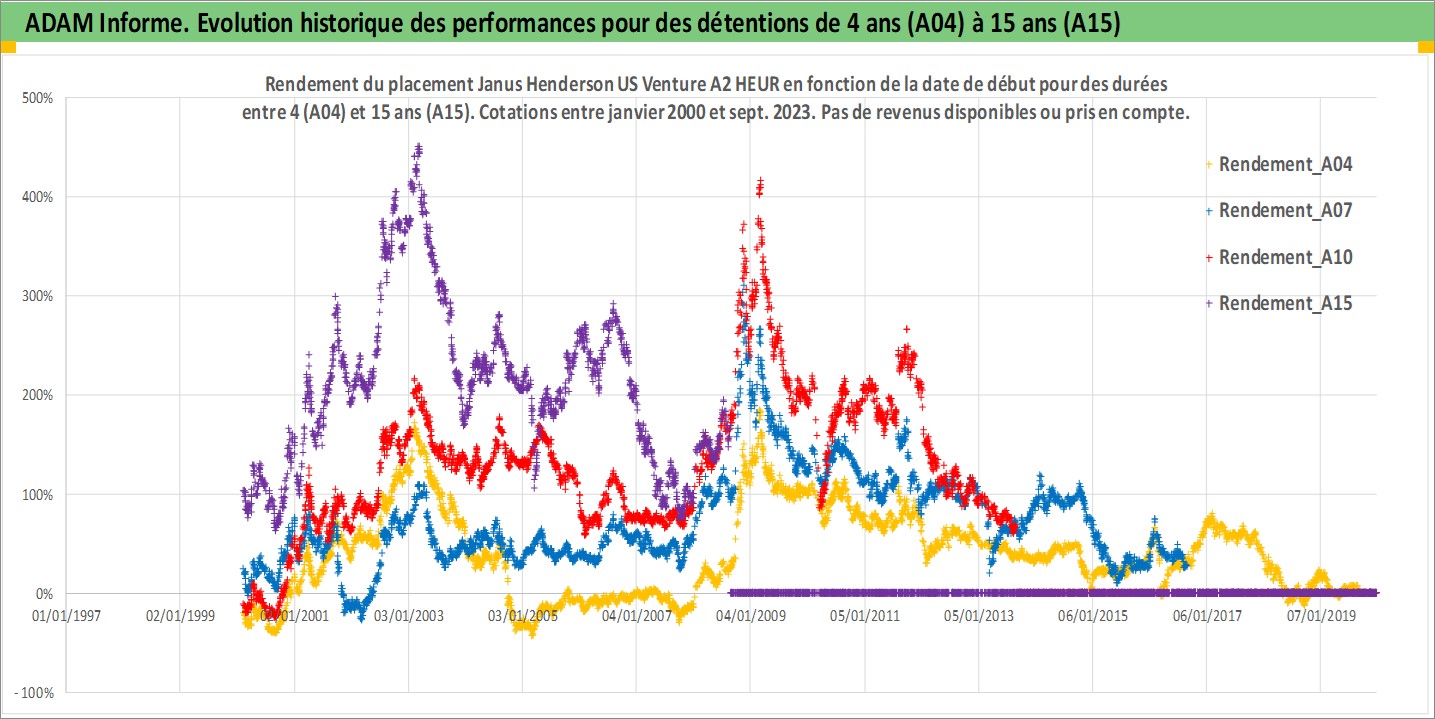 ADAM Informe. Evolution historique des performances pour des détentions de 4 ans (A04) à 15 ans (A15)
Rendement du placement Janus Henderson US Venture A2 HEUR en fonction de la date de début pour des durées
entre 4 (A04) et 15 ans (A15). Cotations entre janvier 2000 et sept. 2023. Pas de revenus disponibles ou pris en compte.
500%
400%
300%
200%
100%
0%
-100%
Rendement_A04
Rendement_A07
Rendement_A10
Rendement_A15
01/01/1997
02/01/1999
/01/2001
03/01/2003
03/01/2005
04/01/2007
04/01/2009
05/01/2011
05/01/2013
06/01/2015
06/01/2017
07/01/2019